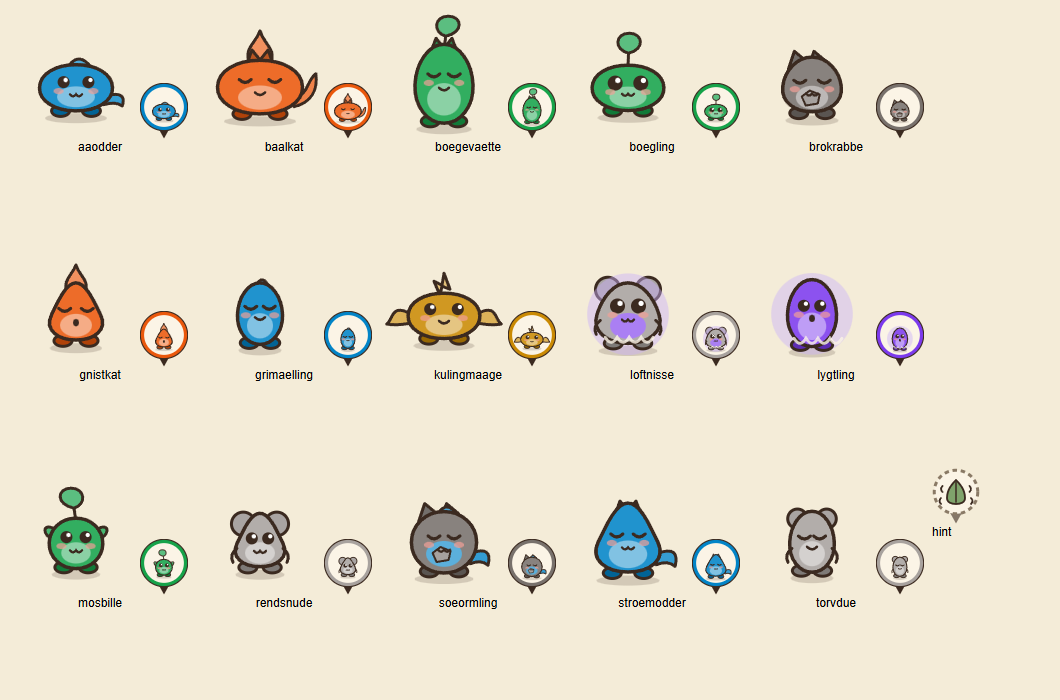 aaodder
baalkat
boegevaette
boegling
brokrabbe
gnistkat
grimaelling
kulingmaage
loftnisse
lygtling
hint
mosbille
rendsnude
soeormling
stroemodder
torvdue